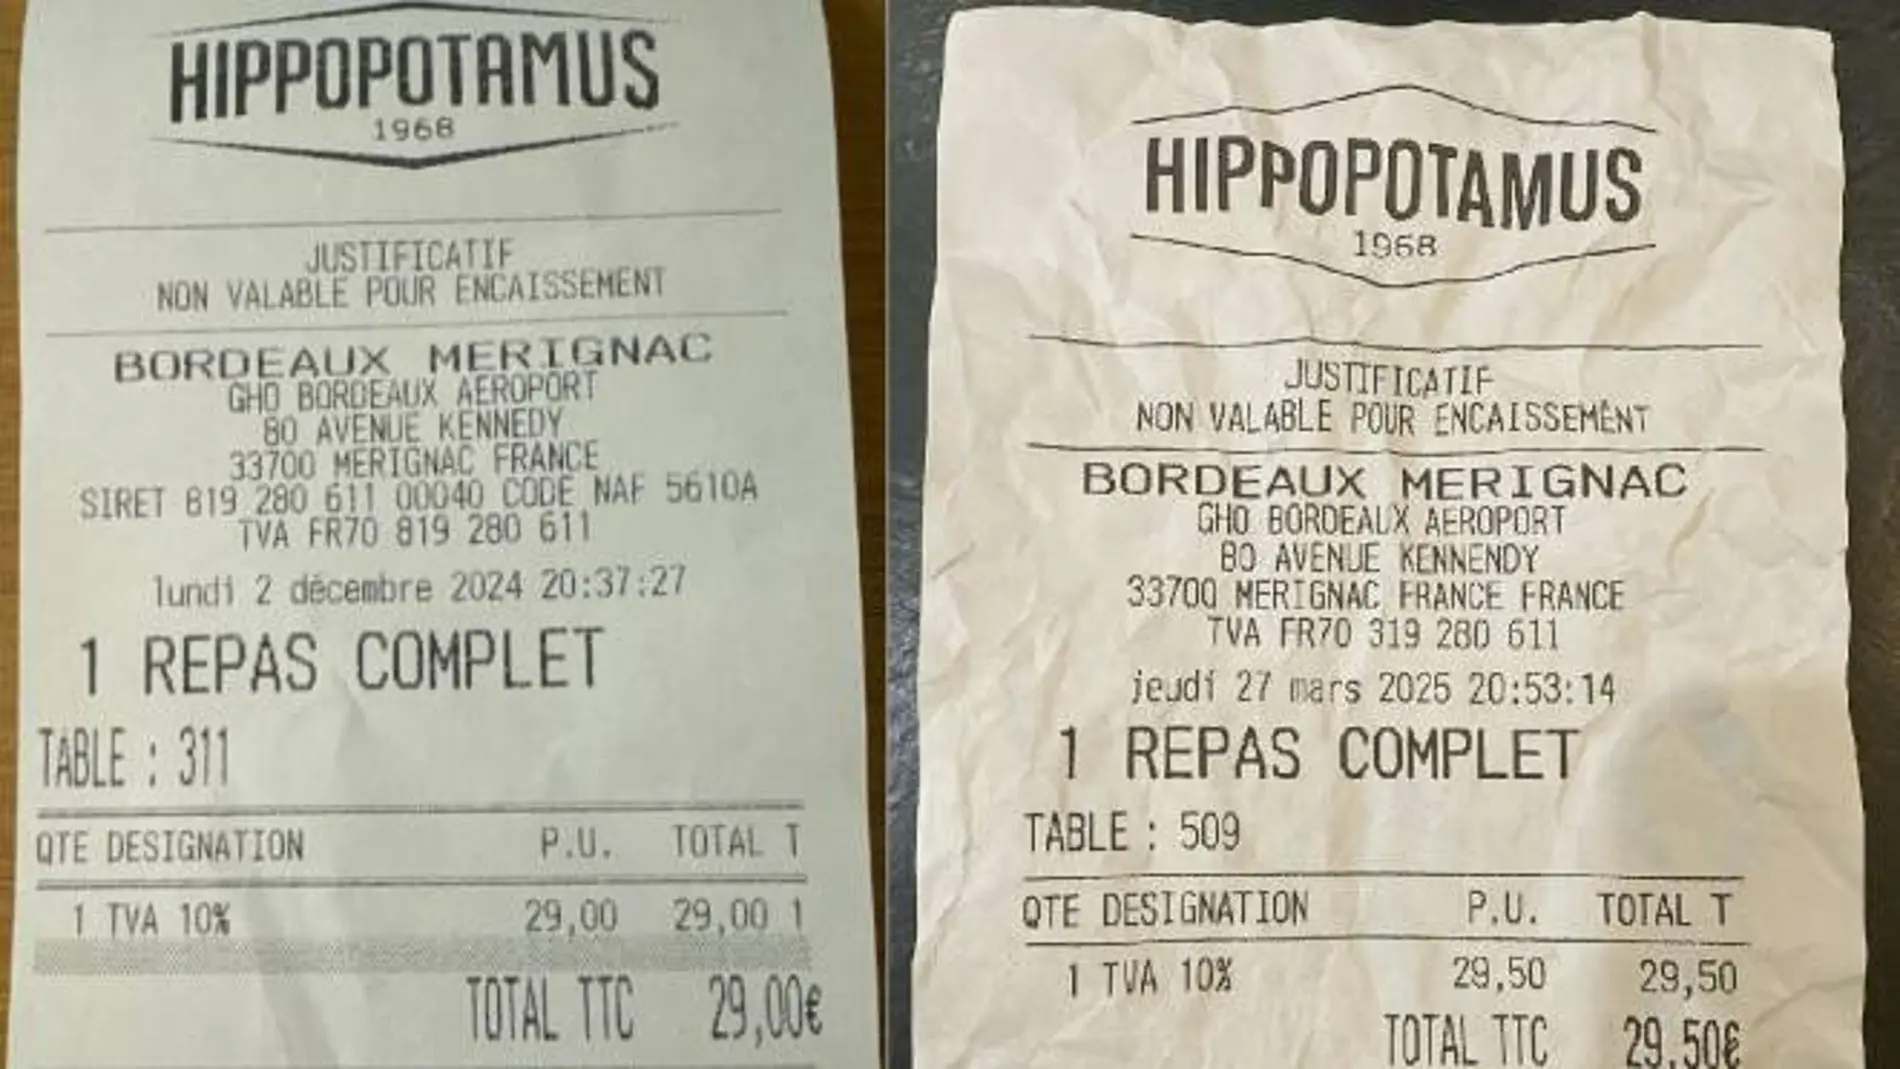 HIPPOPOTAMUS
1968
JUSTIFICATIF
NON VALABLE POUR ENCAISSEMENT
BORDEAUX MERIGNAC
GHO BORDEAUX AEROPORT
80 AVENUE KENNEDY
33700 MERIGNAC FRANCE
SIRET 819 280 611 00040 CODE NAF 5610A
TVA FR70 819 280 611
lundi 2 décembre 2024 20:37:27
1 REPAS COMPLET
TABLE : 311
QTE DESIGNATION P.U. TOTAL T
1 TVA 10% 29,00 29,00 1
TOTAL TTC 29,00€
HIPPOPOTAMUS
1968
JUSTIFICATIF
NON VALABLE POUR ENCAISSEMENT
BORDEAUX MERIGNAC
GHO BORDEAUX AEROPORT
80 AVENUE KENNENDY
33700 MERIGNAC FRANCE FRANCE
TVA FR70 319 280 611
jeudi 27 mars 2025 20:53:14
1 REPAS COMPLET
TABLE : 509
QTE DESIGNATION P.U. TOTAL T
1 TVA 10% 29,50 29,50
TOTAL TTC 29.50€